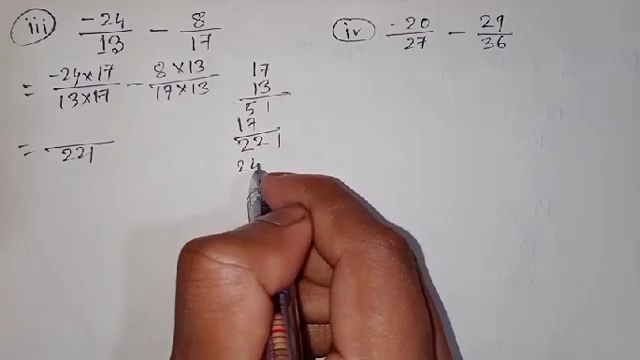 iii) -24/13 - 8/17
= -24×17/13×17 - 8×13/17×13
= /221
17
13
51
17
221
24
iv) -20/27 - 29/36